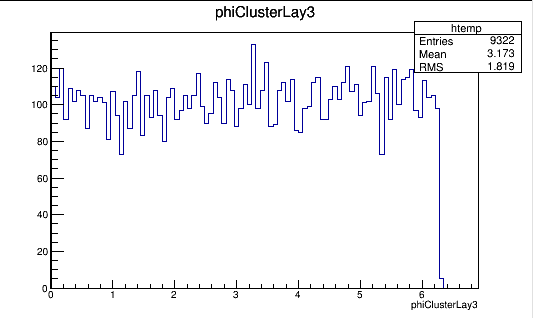 phiClusterLay3
htemp
Entries 9322
Mean 3.173
RMS 1.819
120
100
80
60
40
20
0
0 1 2 3 4 5 6
phiClusterLay3